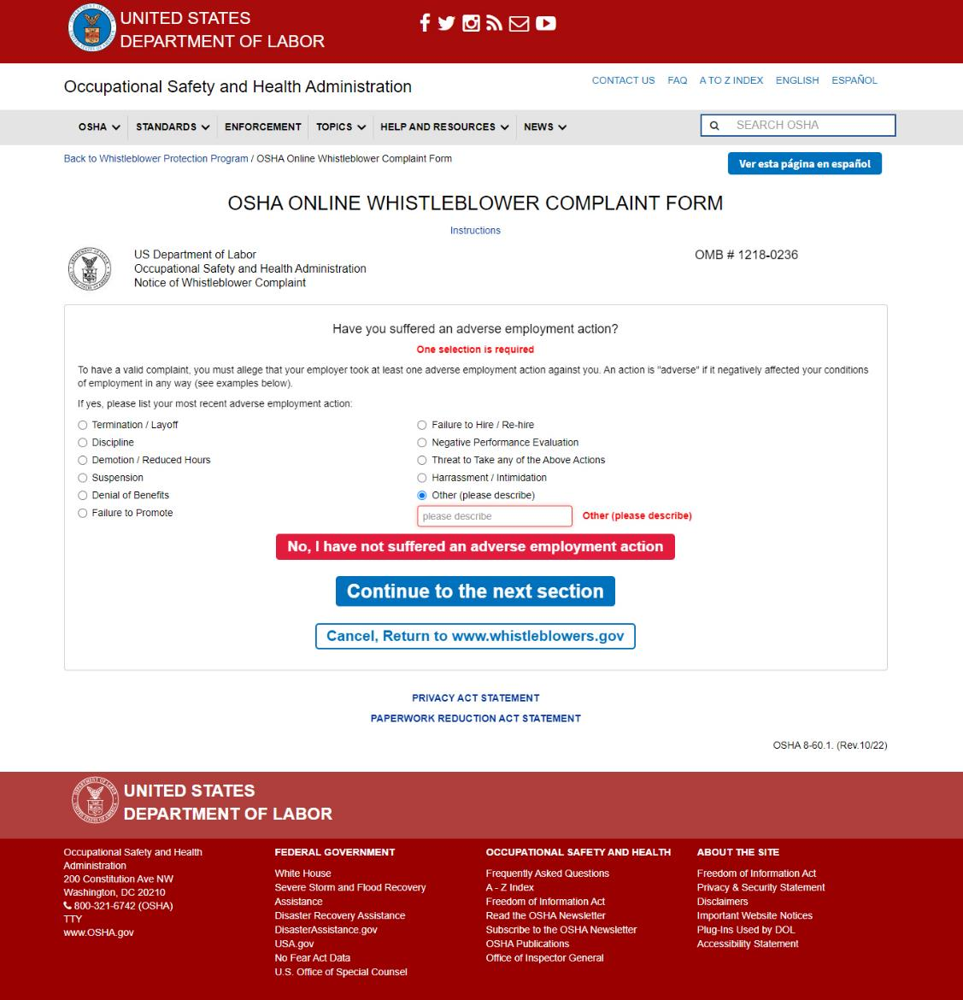 UNITED STATES
DEPARTMENT OF LABOR
Occupational Safety and Health Administration
CONTACT US FAQ A TO Z INDEX ENGLISH ESPAÑOL
OSHA STANDARDS ENFORCEMENT TOPICS HELP AND RESOURCES NEWS
SEARCH OSHA
Back to Whistleblower Protection Program / OSHA Online Whistleblower Complaint Form
Ver esta página en español
OSHA ONLINE WHISTLEBLOWER COMPLAINT FORM
Instructions
US Department of Labor
Occupational Safety and Health Administration
Notice of Whistleblower Complaint
OMB # 1218-0236
Have you suffered an adverse employment action?
One selection is required
To have a valid complaint, you must allege that your employer took at least one adverse employment action against you. An action is "adverse" if it negatively affected your conditions
of employment in any way (see examples below).
If yes, please list your most recent adverse employment action:
Termination / Layoff
Discipline
Demotion / Reduced Hours
Suspension
Denial of Benefits
Failure to Promote
Failure to Hire / Re-hire
Negative Performance Evaluation
Threat to Take any of the Above Actions
Harrassment / Intimidation
Other (please describe)
please describe Other (please describe)
No, I have not suffered an adverse employment action
Continue to the next section
Cancel, Return to www.whistleblowers.gov
PRIVACY ACT STATEMENT
PAPERWORK REDUCTION ACT STATEMENT
OSHA 8-60.1. (Rev.10/22)
UNITED STATES
DEPARTMENT OF LABOR
Occupational Safety and Health
Administration
200 Constitution Ave NW
Washington, DC 20210
800-321-6742 (OSHA)
TTY
www.OSHA.gov
FEDERAL GOVERNMENT
White House
Severe Storm and Flood Recovery
Assistance
Disaster Recovery Assistance
DisasterAssistance.gov
USA.gov
No Fear Act Data
U.S. Office of Special Counsel
OCCUPATIONAL SAFETY AND HEALTH
Frequently Asked Questions
A - Z Index
Freedom of Information Act
Read the OSHA Newsletter
Subscribe to the OSHA Newsletter
OSHA Publications
Office of Inspector General
ABOUT THE SITE
Freedom of Information Act
Privacy & Security Statement
Disclaimers
Important Website Notices
Plug-Ins Used by DOL
Accessibility Statement